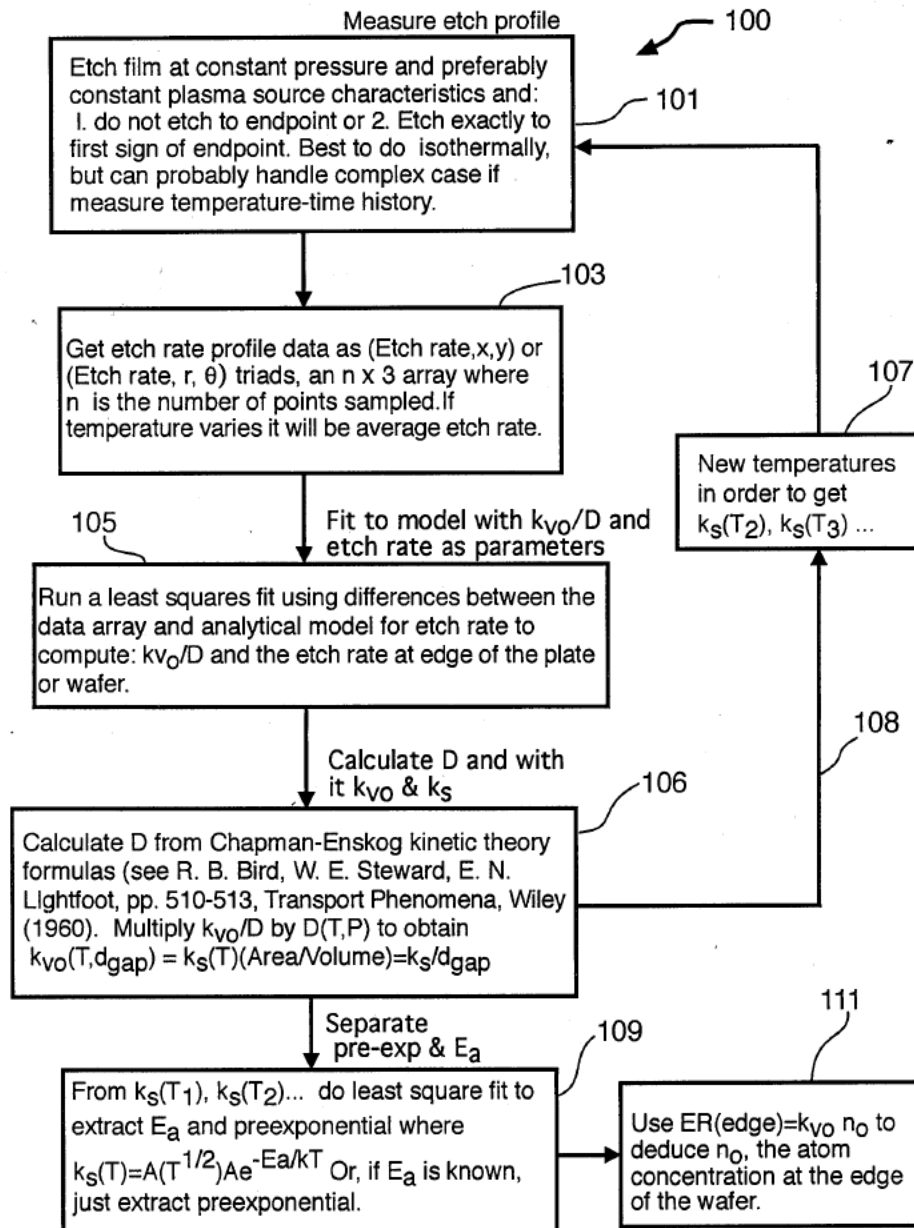 Measure etch profile
100
Etch film at constant pressure and preferably
constant plasma source characteristics and:
I. do not etch to endpoint or 2. Etch exactly to
first sign of endpoint. Best to do isothermally,
but can probably handle complex case if
measure temperature-time history.
101
103
Get etch rate profile data as (Etch rate,x,y) or
(Etch rate, r, θ) triads, an n x 3 array where
n is the number of points sampled.If
temperature varies it will be average etch rate.
107
New temperatures
in order to get
kₛ(T₂), kₛ(T₃) ...
Fit to model with kᵥₒ/D and
etch rate as parameters
105
Run a least squares fit using differences between the
data array and analytical model for etch rate to
compute: kvₒ/D and the etch rate at edge of the plate
or wafer.
108
Calculate D and with
it kᵥₒ & kₛ
106
Calculate D from Chapman-Enskog kinetic theory
formulas (see R. B. Bird, W. E. Steward, E. N.
Lightfoot, pp. 510-513, Transport Phenomena, Wiley
(1960). Multiply kᵥₒ/D by D(T,P) to obtain
kᵥₒ(T,d_gap) = kₛ(T)(Area/Volume)=kₛ/d_gap
Separate
pre-exp & Eₐ
109
111
From kₛ(T₁), kₛ(T₂)... do least square fit to
extract Eₐ and preexponential where
kₛ(T)=A(T^1/2)Ae^-Ea/kT Or, if Eₐ is known,
just extract preexponential.
Use ER(edge)=kᵥₒ nₒ to
deduce nₒ, the atom
concentration at the edge
of the wafer.